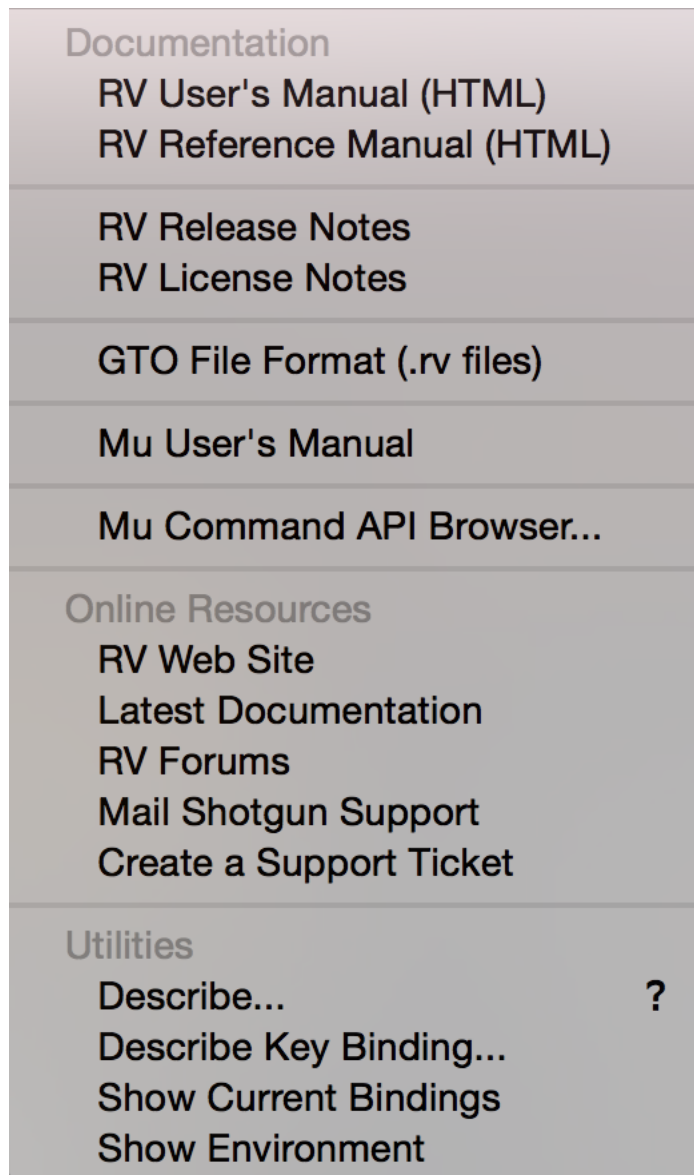 Documentation
RV User's Manual (HTML)
RV Reference Manual (HTML)
RV Release Notes
RV License Notes
GTO File Format (.rv files)
Mu User's Manual
Mu Command API Browser...
Online Resources
RV Web Site
Latest Documentation
RV Forums
Mail Shotgun Support
Create a Support Ticket
Utilities
Describe... ?
Describe Key Binding...
Show Current Bindings
Show Environment